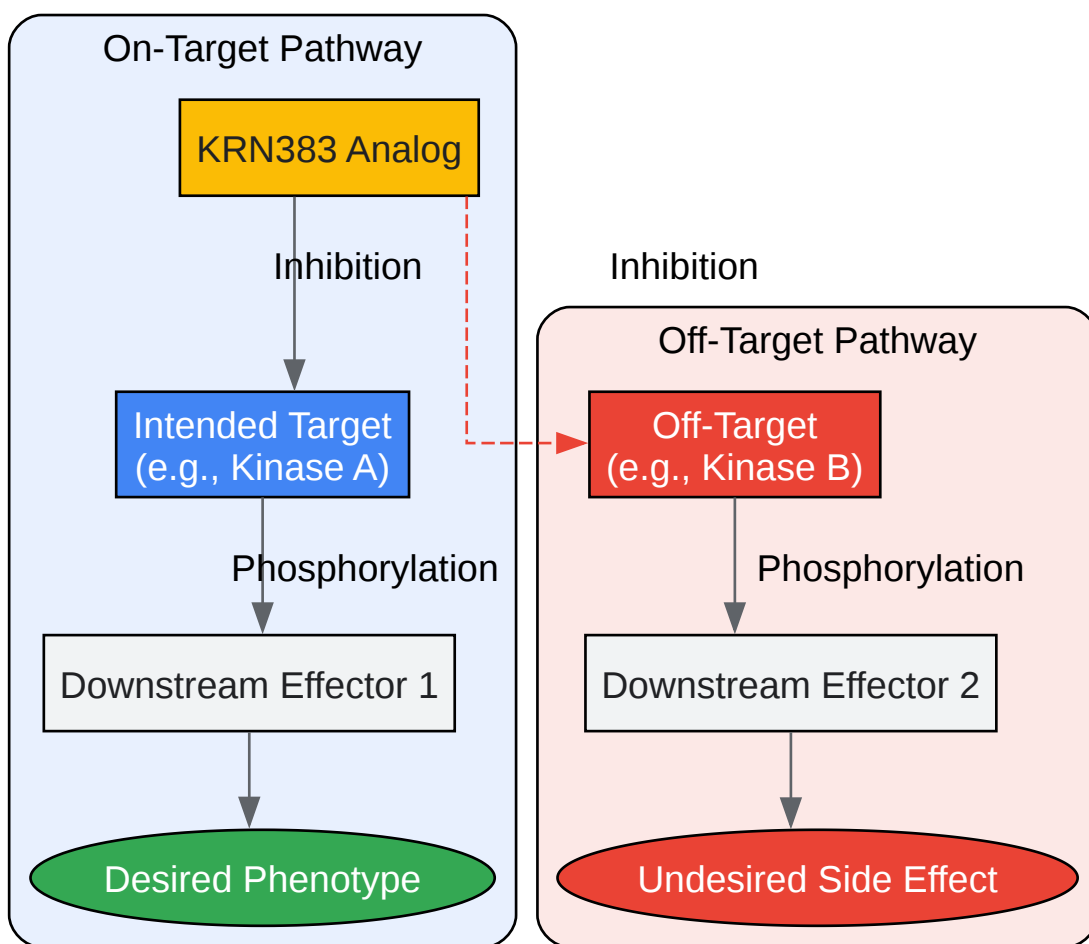 On-Target Pathway
KRN383 Analog
Inhibition
Inhibition
Off-Target Pathway
Intended Target
(e.g., Kinase A)
Off-Target
(e.g., Kinase B)
Phosphorylation
Phosphorylation
Downstream Effector 1
Downstream Effector 2
Desired Phenotype
Undesired Side Effect